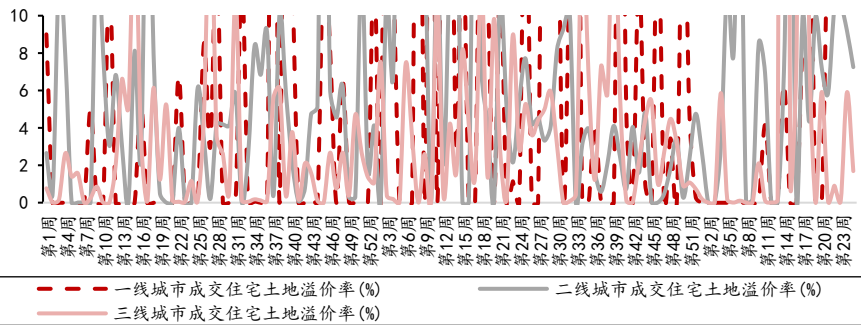 10
8
6
4
2
0
第1周
第4周
第7周
第10周
第13周
第16周
第19周
第22周
第25周
第28周
第31周
第34周
第37周
第40周
第43周
第46周
第49周
第52周
第3周
第6周
第9周
第12周
第15周
第18周
第21周
第24周
第27周
第30周
第33周
第36周
第39周
第42周
第45周
第48周
第51周
第2周
第5周
第8周
第11周
第14周
第17周
第20周
第23周
一线城市成交住宅土地溢价率(%)
二线城市成交住宅土地溢价率(%)
三线城市成交住宅土地溢价率(%)